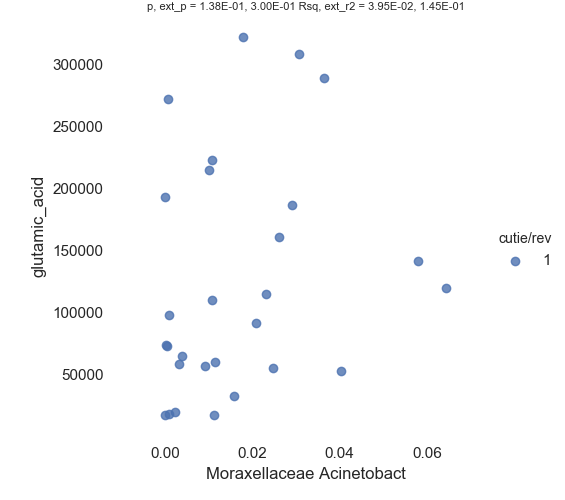 p, ext_p = 1.38E-01, 3.00E-01 Rsq, ext_r2 = 3.95E-02, 1.45E-01
300000
250000
200000
150000
100000
50000
glutamic_acid
cutie/rev
1
0.00 0.02 0.04 0.06
Moraxellaceae Acinetobact